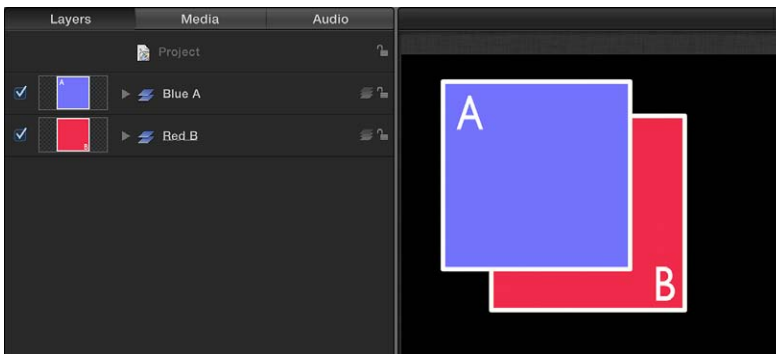 Layers Media Audio
Project
A
Blue A
B
Red B
A
B